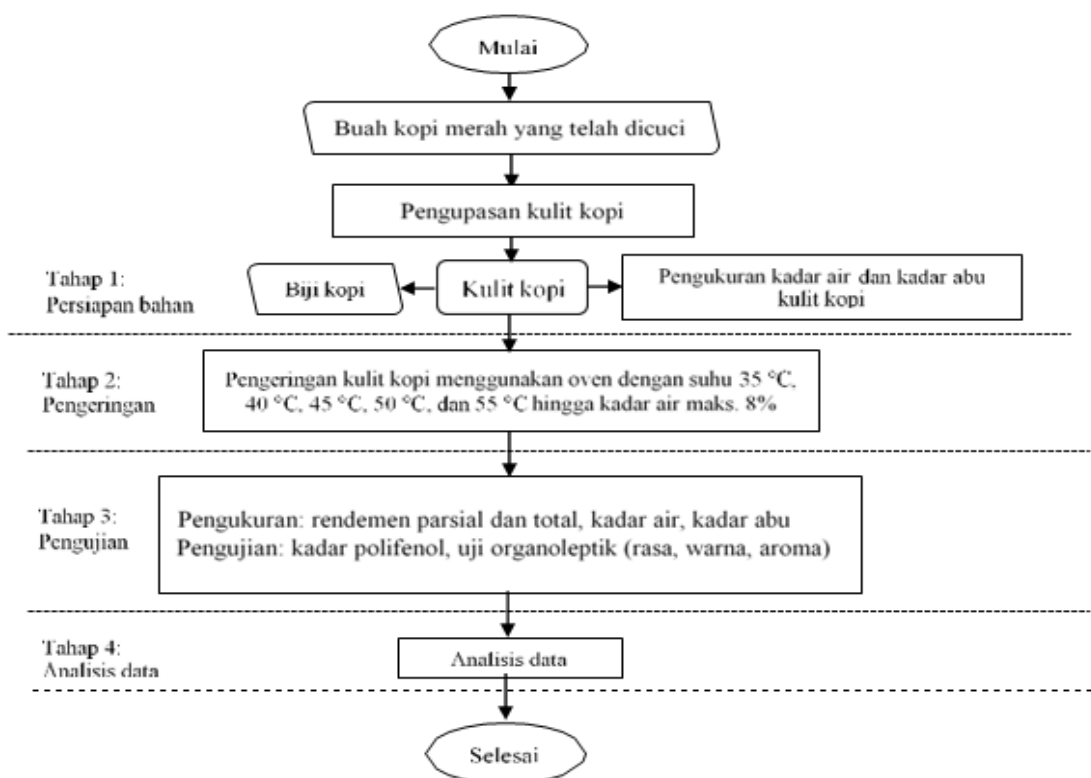 Mulai
Buah kopi merah yang telah dicuci
Pengupasan kulit kopi
Tahap 1:
Persiapan bahan
Biji kopi
Kulit kopi
Pengukuran kadar air dan kadar abu
kulit kopi
Tahap 2:
Pengeringan
Pengeringan kulit kopi menggunakan oven dengan suhu 35 °C,
40 °C, 45 °C, 50 °C, dan 55 °C hingga kadar air maks. 8%
Tahap 3:
Pengujian
Pengukuran: rendemen parsial dan total, kadar air, kadar abu
Pengujian: kadar polifenol, uji organoleptik (rasa, warna, aroma)
Tahap 4:
Analisis data
Analisis data
Selesai